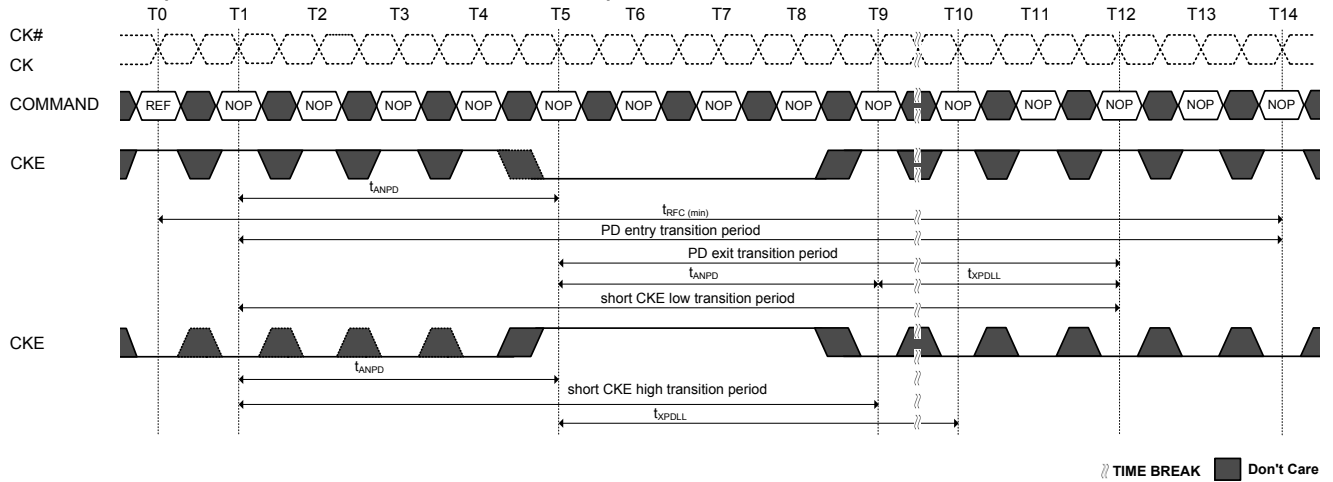 T0 T1 T2 T3 T4 T5 T6 T7 T8 T9 T10 T11 T12 T13 T14
CK#
CK
COMMAND REF NOP NOP NOP NOP NOP NOP NOP NOP NOP NOP NOP NOP NOP NOP
CKE
tANPD
tRFC (min)
PD entry transition period
PD exit transition period
tANPD tXPDLL
short CKE low transition period
CKE
tANPD
short CKE high transition period
tXPDLL
TIME BREAK Don't Care